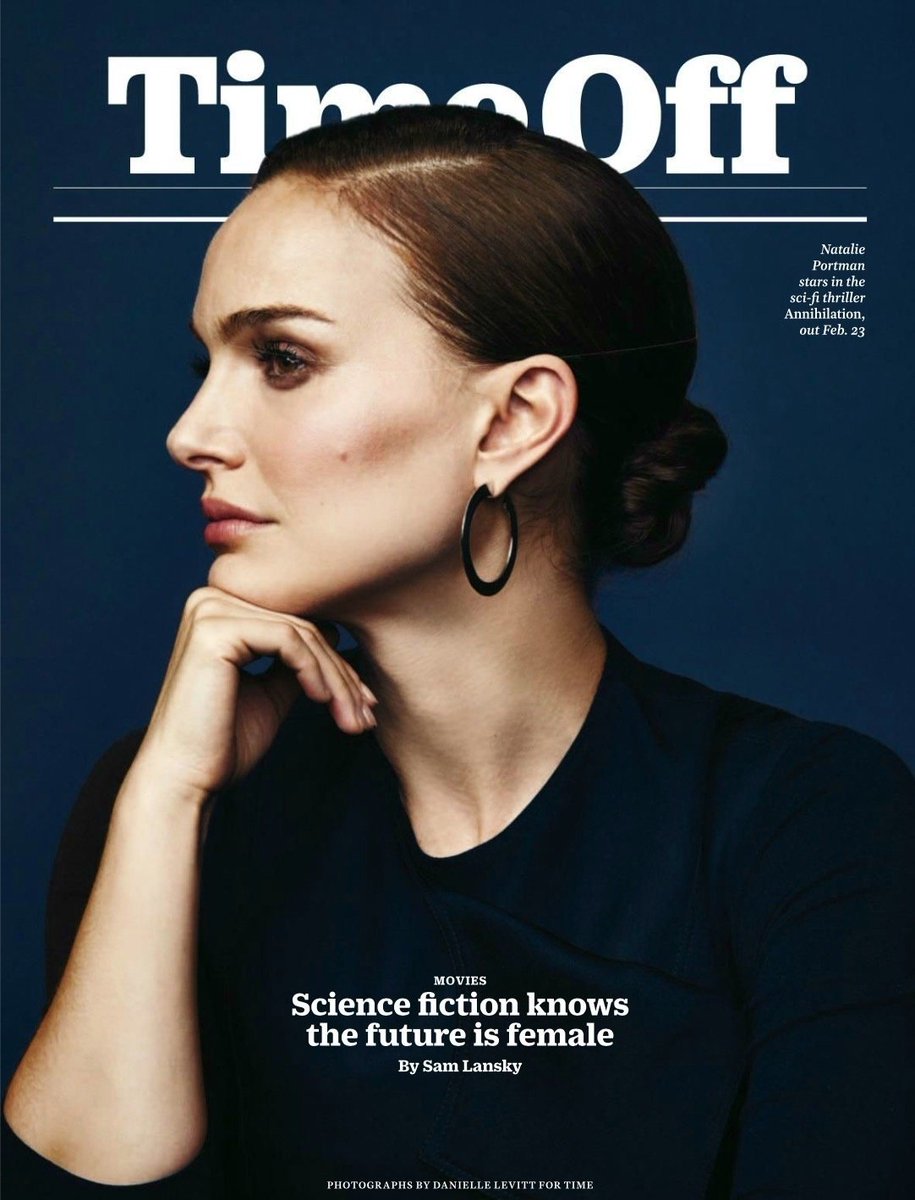 TimeOff
Natalie
Portman
stars in the
sci-fi thriller
Annihilation,
out Feb. 23
MOVIES
Science fiction knows
the future is female
By Sam Lansky
PHOTOGRAPHS BY DANIELLE LEVITT FOR TIME